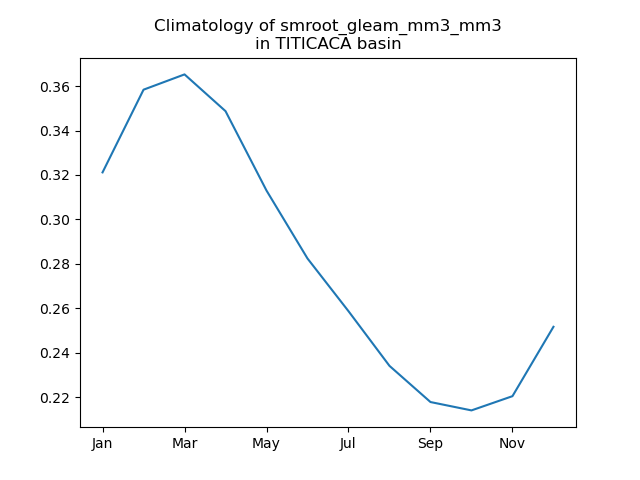 Climatology of smroot_gleam_mm3_mm3
in TITICACA basin
0.36
0.34
0.32
0.30
0.28
0.26
0.24
0.22
Jan Mar May Jul Sep Nov